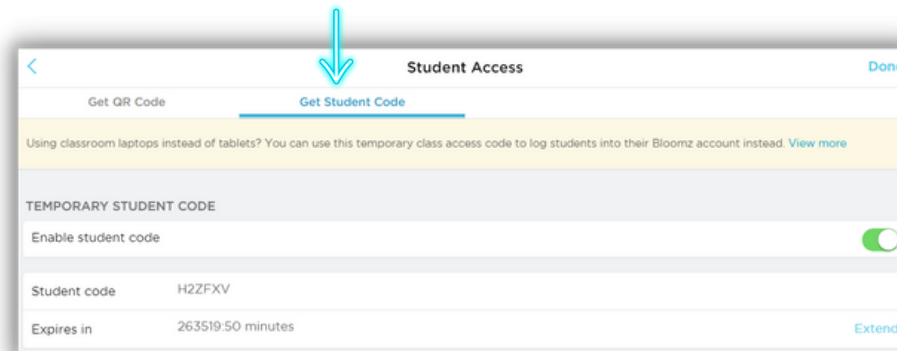 Student Access
Get QR Code Get Student Code
Using classroom laptops instead of tablets? You can use this temporary class access code to log students into their Bloomz account instead. View more
TEMPORARY STUDENT CODE
Enable student code
Student code H2ZFXV
Expires in 263519:50 minutes Extend